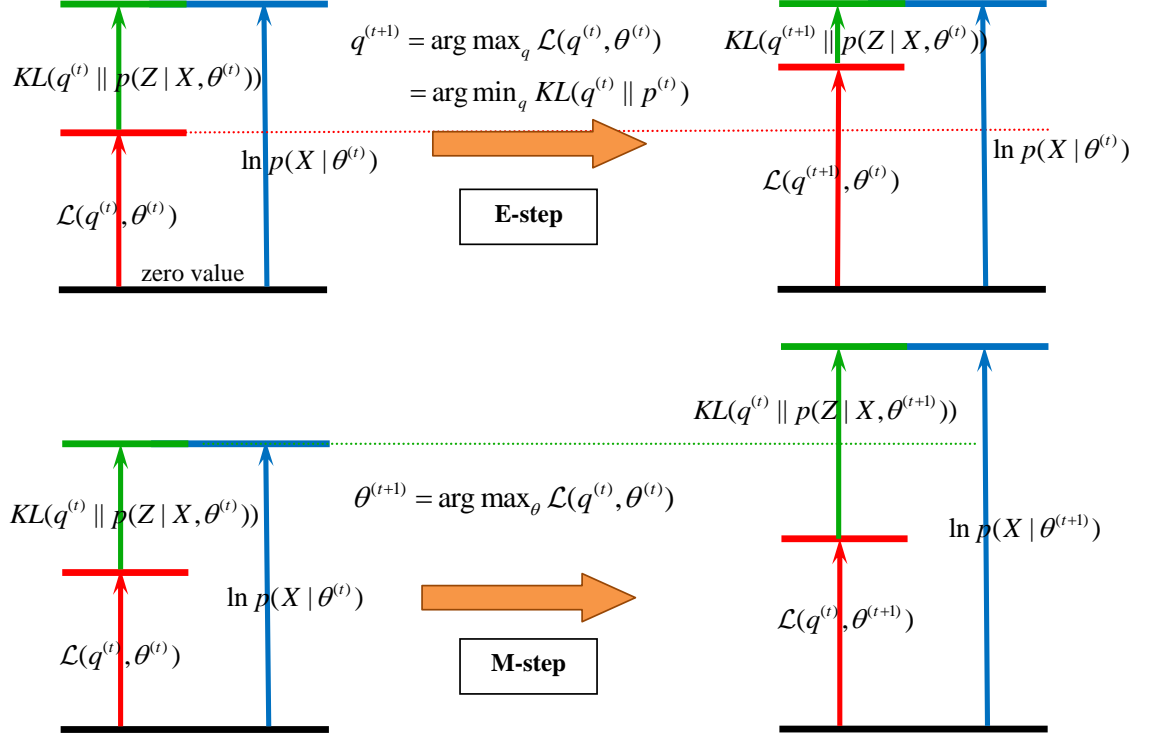 q^{(t+1)} = arg max_q ℒ(q^{(t)}, θ^{(t)})
= arg min_q KL(q^{(t)} || p^{(t)})
KL(q^{(t)} || p(Z | X, θ^{(t)}))
ln p(X | θ^{(t)})
ℒ(q^{(t)}, θ^{(t)})
zero value
E-step
KL(q^{(t+1)} || p(Z | X, θ^{(t)}))
ln p(X | θ^{(t)})
ℒ(q^{(t+1)}, θ^{(t)})
KL(q^{(t)} || p(Z | X, θ^{(t)}))
ln p(X | θ^{(t)})
ℒ(q^{(t)}, θ^{(t)})
θ^{(t+1)} = arg max_θ ℒ(q^{(t)}, θ^{(t)})
M-step
KL(q^{(t)} || p(Z | X, θ^{(t+1)}))
ln p(X | θ^{(t+1)})
ℒ(q^{(t)}, θ^{(t+1)})